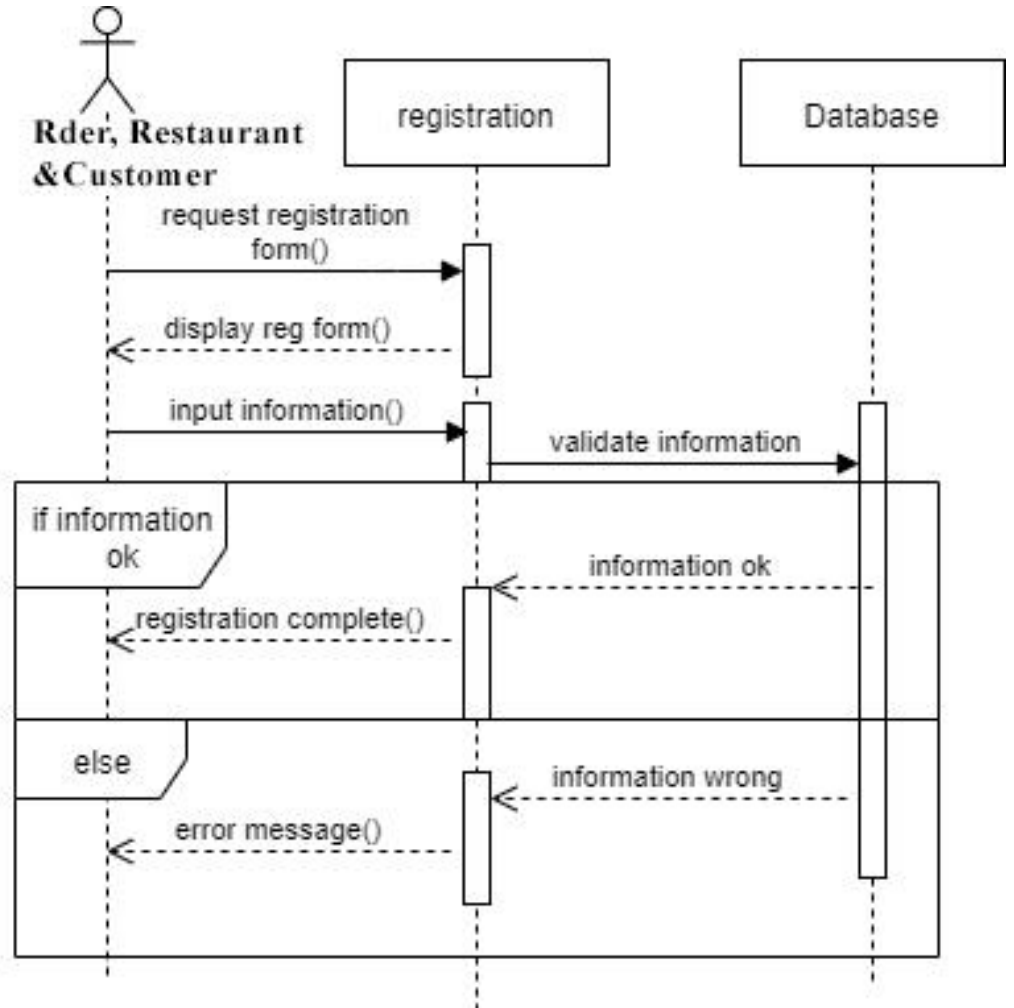 Rder, Restaurant
&Customer
registration
Database
request registration
form()
display reg form()
input information()
validate information
if information
ok
information ok
registration complete()
else
information wrong
error message()